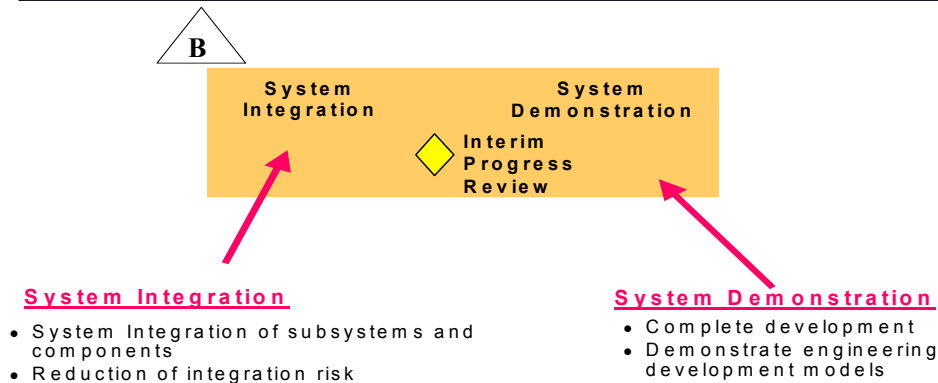 B
System
Integration
System
Demonstration
Interim
Progress
Review
System Integration
• System Integration of subsystems and
components
• Reduction of integration risk
System Demonstration
• Complete development
• Demonstrate engineering
development models